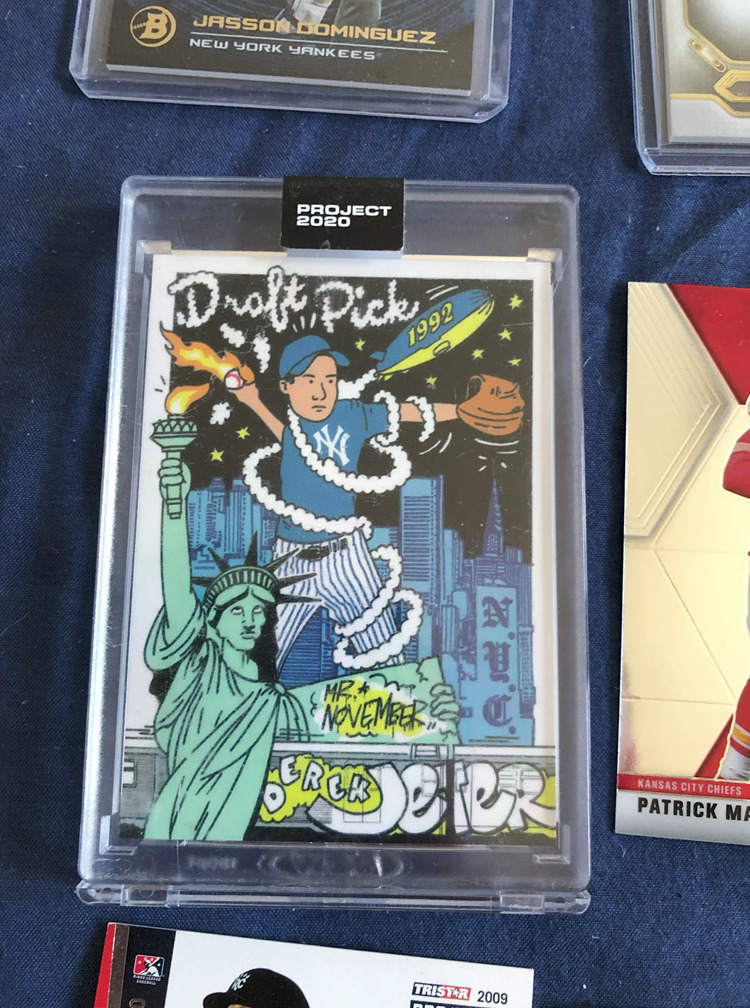 JASSON DOMINGUEZ
NEW YORK YANKEES
B
PROJECT
2020
Draft Pick
1992
NY
N.Y.C.
MR.
NOVEMBER
DEREK JETER
KANSAS CITY CHIEFS
PATRICK MA
TRISTAR 2009